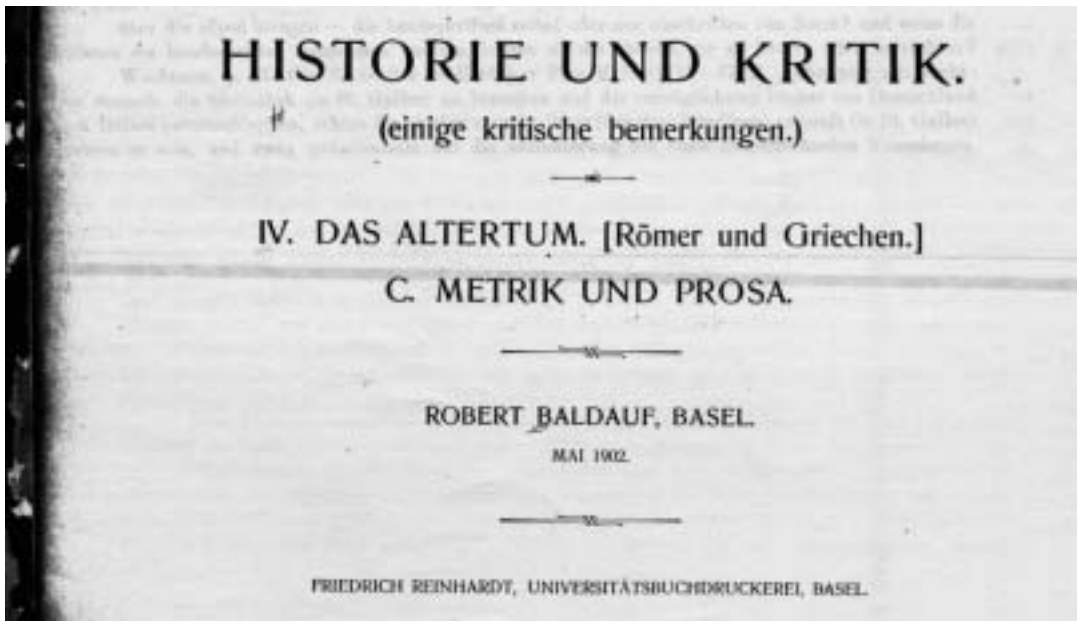 HISTORIE UND KRITIK.
(einige kritische bemerkungen.)
IV. DAS ALTERTUM. [Römer und Griechen.]
C. METRIK UND PROSA.
ROBERT BALDAUF, BASEL.
MAI 1902.
FRIEDRICH REINHARDT, UNIVERSITÄTSBUCHDRUCKEREI, BASEL.